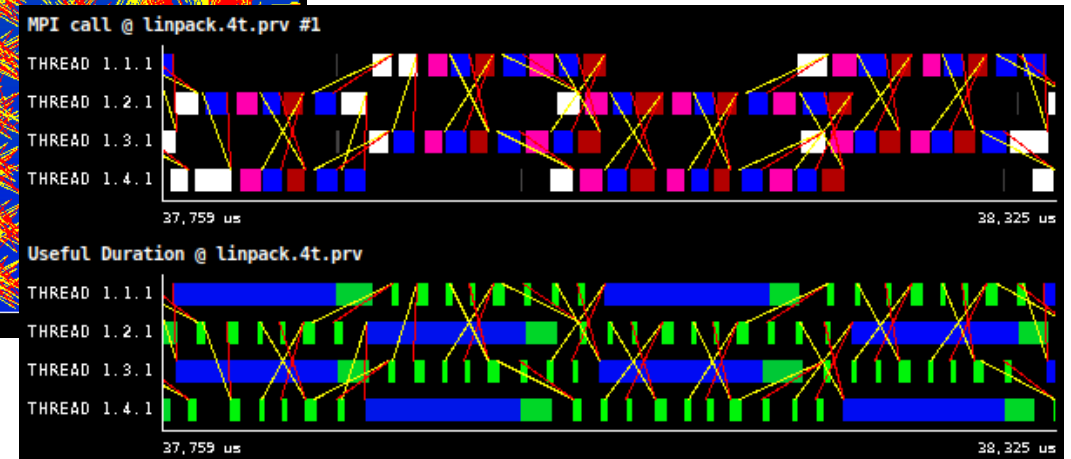 MPI call @ linpack.4t.prv #1
THREAD 1.1.1
THREAD 1.2.1
THREAD 1.3.1
THREAD 1.4.1
37,759 us 38,325 us
Useful Duration @ linpack.4t.prv
THREAD 1.1.1
THREAD 1.2.1
THREAD 1.3.1
THREAD 1.4.1
37,759 us 38,325 us